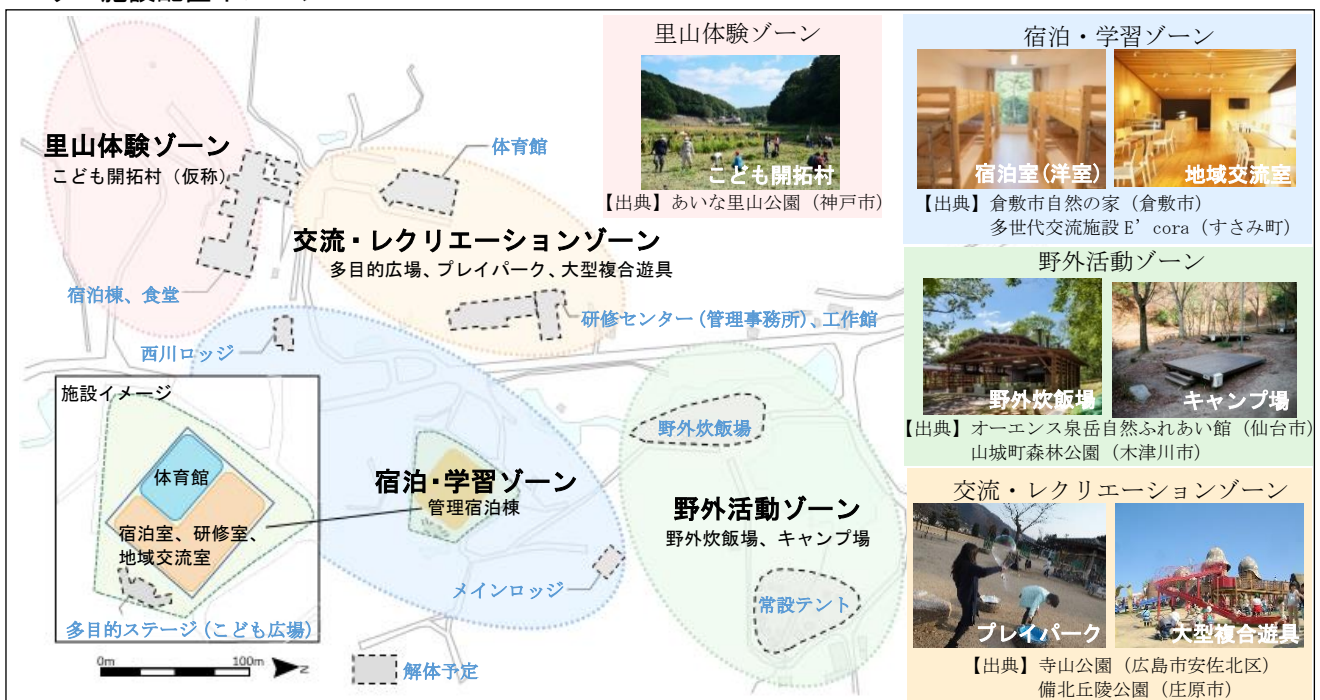 里山体験ゾーン
こども開拓村（仮称）
体育館
交流・レクリエーションゾーン
多目的広場、プレイパーク、大型複合遊具
宿泊棟、食堂
研修センター（管理事務所）、工作館
西川ロッジ
施設イメージ
体育館
宿泊室、研修室、
地域交流室
多目的ステージ（こども広場）
宿泊・学習ゾーン
管理宿泊棟
メインロッジ
野外炊飯場
野外活動ゾーン
野外炊飯場、キャンプ場
常設テント
0m 100m
N
解体予定
里山体験ゾーン
こども開拓村
【出典】あいな里山公園（神戸市）
宿泊・学習ゾーン
宿泊室（洋室） 地域交流室
【出典】倉敷市自然の家（倉敷市）
多世代交流施設 E’cora（すさみ町）
野外活動ゾーン
野外炊飯場 キャンプ場
【出典】オーエンス泉岳自然ふれあい館（仙台市）
山城町森林公園（木津川市）
交流・レクリエーションゾーン
プレイパーク 大型複合遊具
【出典】寺山公園（広島市安佐北区）
備北丘陵公園（庄原市）